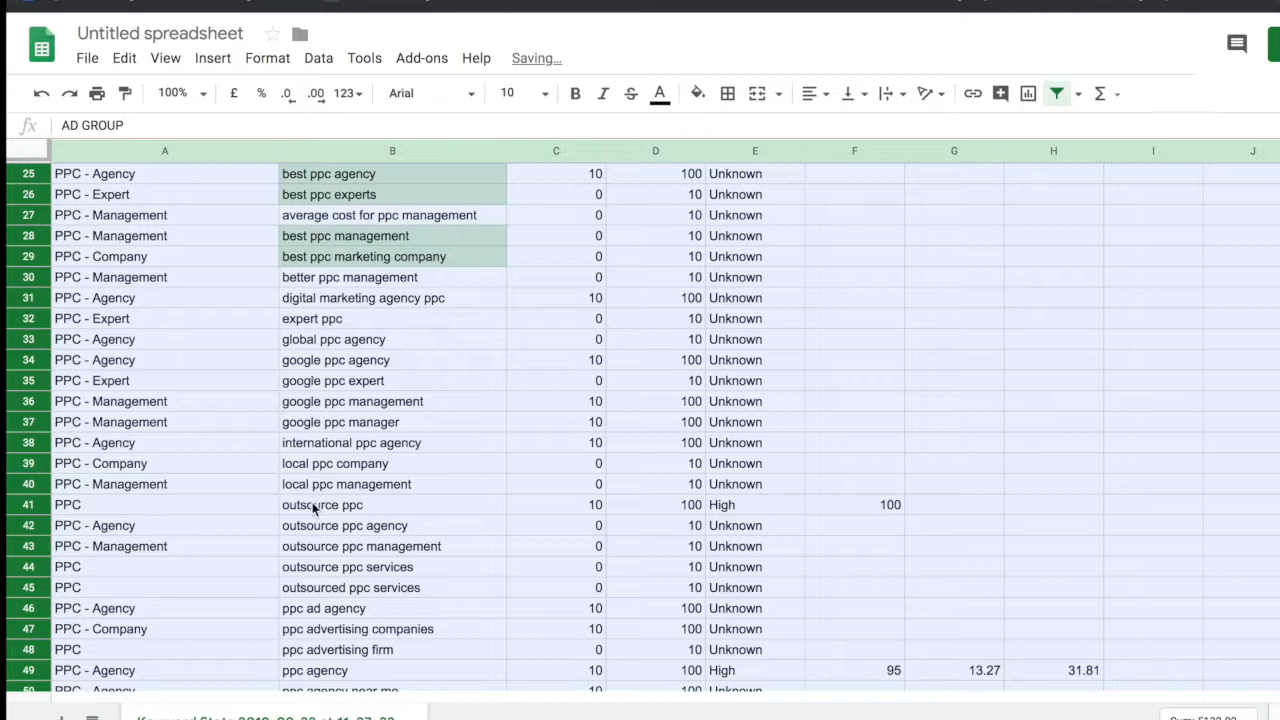 Untitled spreadsheet
File Edit View Insert Format Data Tools Add-ons Help Saving...
100% £ % .0 .00 123 Arial 10 B I S A Σ
fx AD GROUP
A B C D E F G H I J
25 PPC - Agency best ppc agency 10 100 Unknown
26 PPC - Expert best ppc experts 0 10 Unknown
27 PPC - Management average cost for ppc management 0 10 Unknown
28 PPC - Management best ppc management 0 10 Unknown
29 PPC - Company best ppc marketing company 0 10 Unknown
30 PPC - Management better ppc management 0 10 Unknown
31 PPC - Agency digital marketing agency ppc 10 100 Unknown
32 PPC - Expert expert ppc 0 10 Unknown
33 PPC - Agency global ppc agency 0 10 Unknown
34 PPC - Agency google ppc agency 10 100 Unknown
35 PPC - Expert google ppc expert 0 10 Unknown
36 PPC - Management google ppc management 10 100 Unknown
37 PPC - Management google ppc manager 10 100 Unknown
38 PPC - Agency international ppc agency 10 100 Unknown
39 PPC - Company local ppc company 0 10 Unknown
40 PPC - Management local ppc management 0 10 Unknown
41 PPC outsource ppc 10 100 High 100
42 PPC - Agency outsource ppc agency 0 10 Unknown
43 PPC - Management outsource ppc management 0 10 Unknown
44 PPC outsource ppc services 0 10 Unknown
45 PPC outsourced ppc services 0 10 Unknown
46 PPC - Agency ppc ad agency 10 100 Unknown
47 PPC - Company ppc advertising companies 10 100 Unknown
48 PPC ppc advertising firm 0 10 Unknown
49 PPC - Agency ppc agency 10 100 High 95 13.27 31.81
50 PPC - Agency ppc agency near me 10 100 Unknown
Keyword Stats